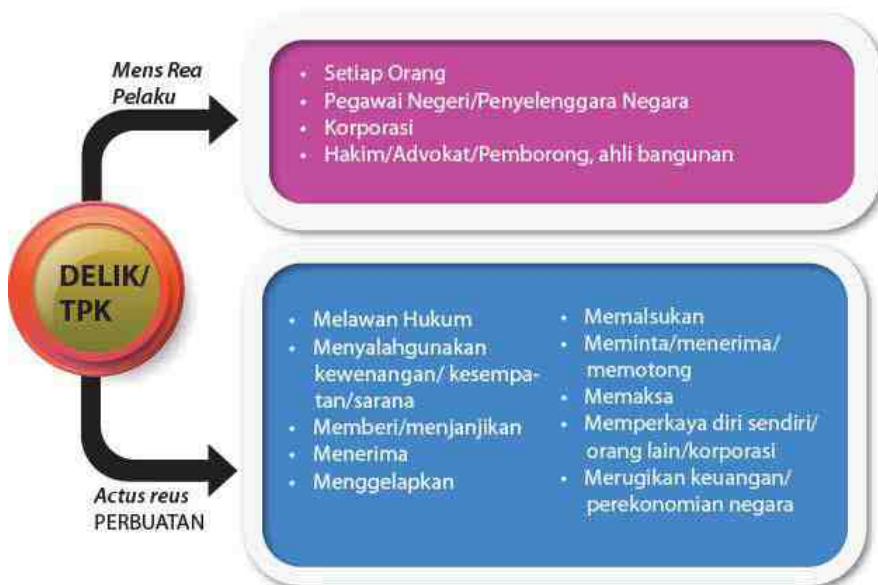 Mens Rea
Pelaku
• Setiap Orang
• Pegawai Negeri/Penyelenggara Negara
• Korporasi
• Hakim/Advokat/Pemborong, ahli bangunan
DELIK/
TPK
• Melawan Hukum
• Menyalahgunakan
kewenangan/ kesempa-
tan/sarana
• Memberi/menjanjikan
• Menerima
• Menggelapkan
• Memalsukan
• Meminta/menerima/
memotong
• Memaksa
• Memperkaya diri sendiri/
orang lain/korporasi
• Merugikan keuangan/
perekonomian negara
Actus reus
PERBUATAN